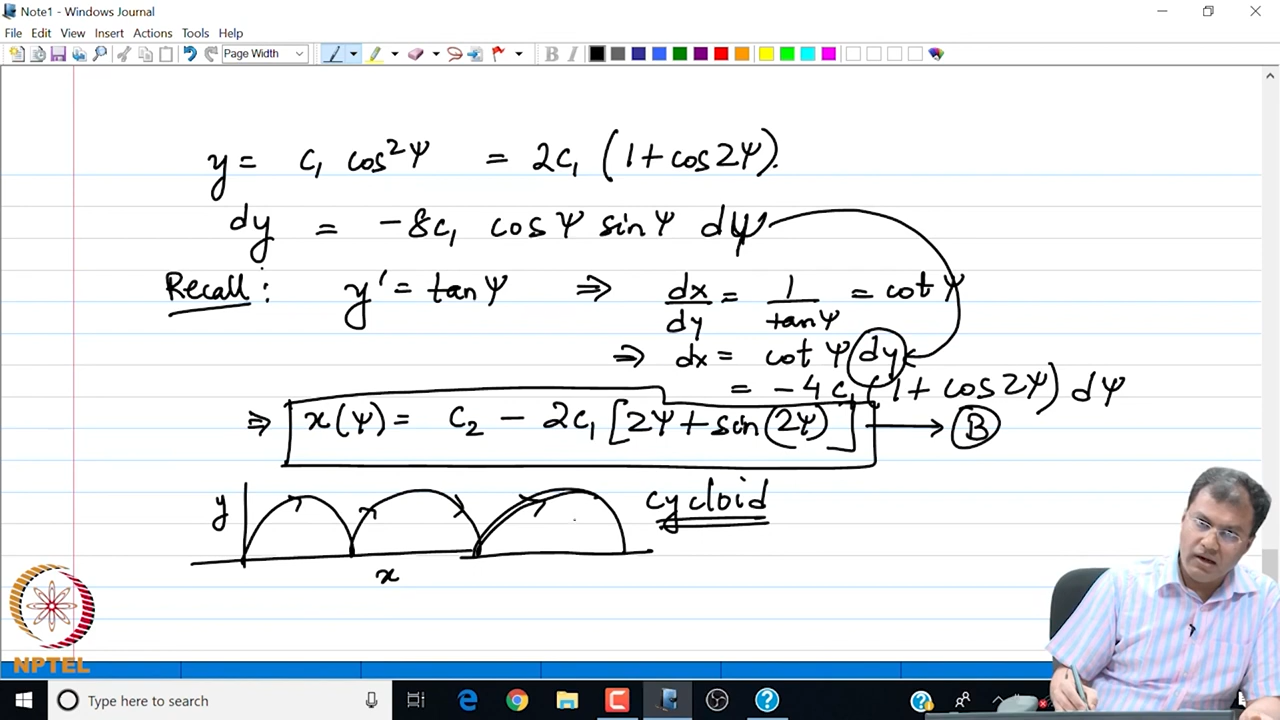 Note1 - Windows Journal
File Edit View Insert Actions Tools Help
Page Width
B I
y = c₁ cos²Ψ = 2c₁ (1 + cos2Ψ).
dy = -8c₁ cosΨ sinΨ dΨ
Recall: y' = tanΨ ⇒ dx/dy = 1/tanΨ = cotΨ
⇒ dx = cotΨ dy
= -4c₁(1 + cos2Ψ) dΨ
⇒ x(Ψ) = C₂ - 2c₁ [2Ψ + sin(2Ψ)] → B
y cycloid
x
NPTEL
Type here to search